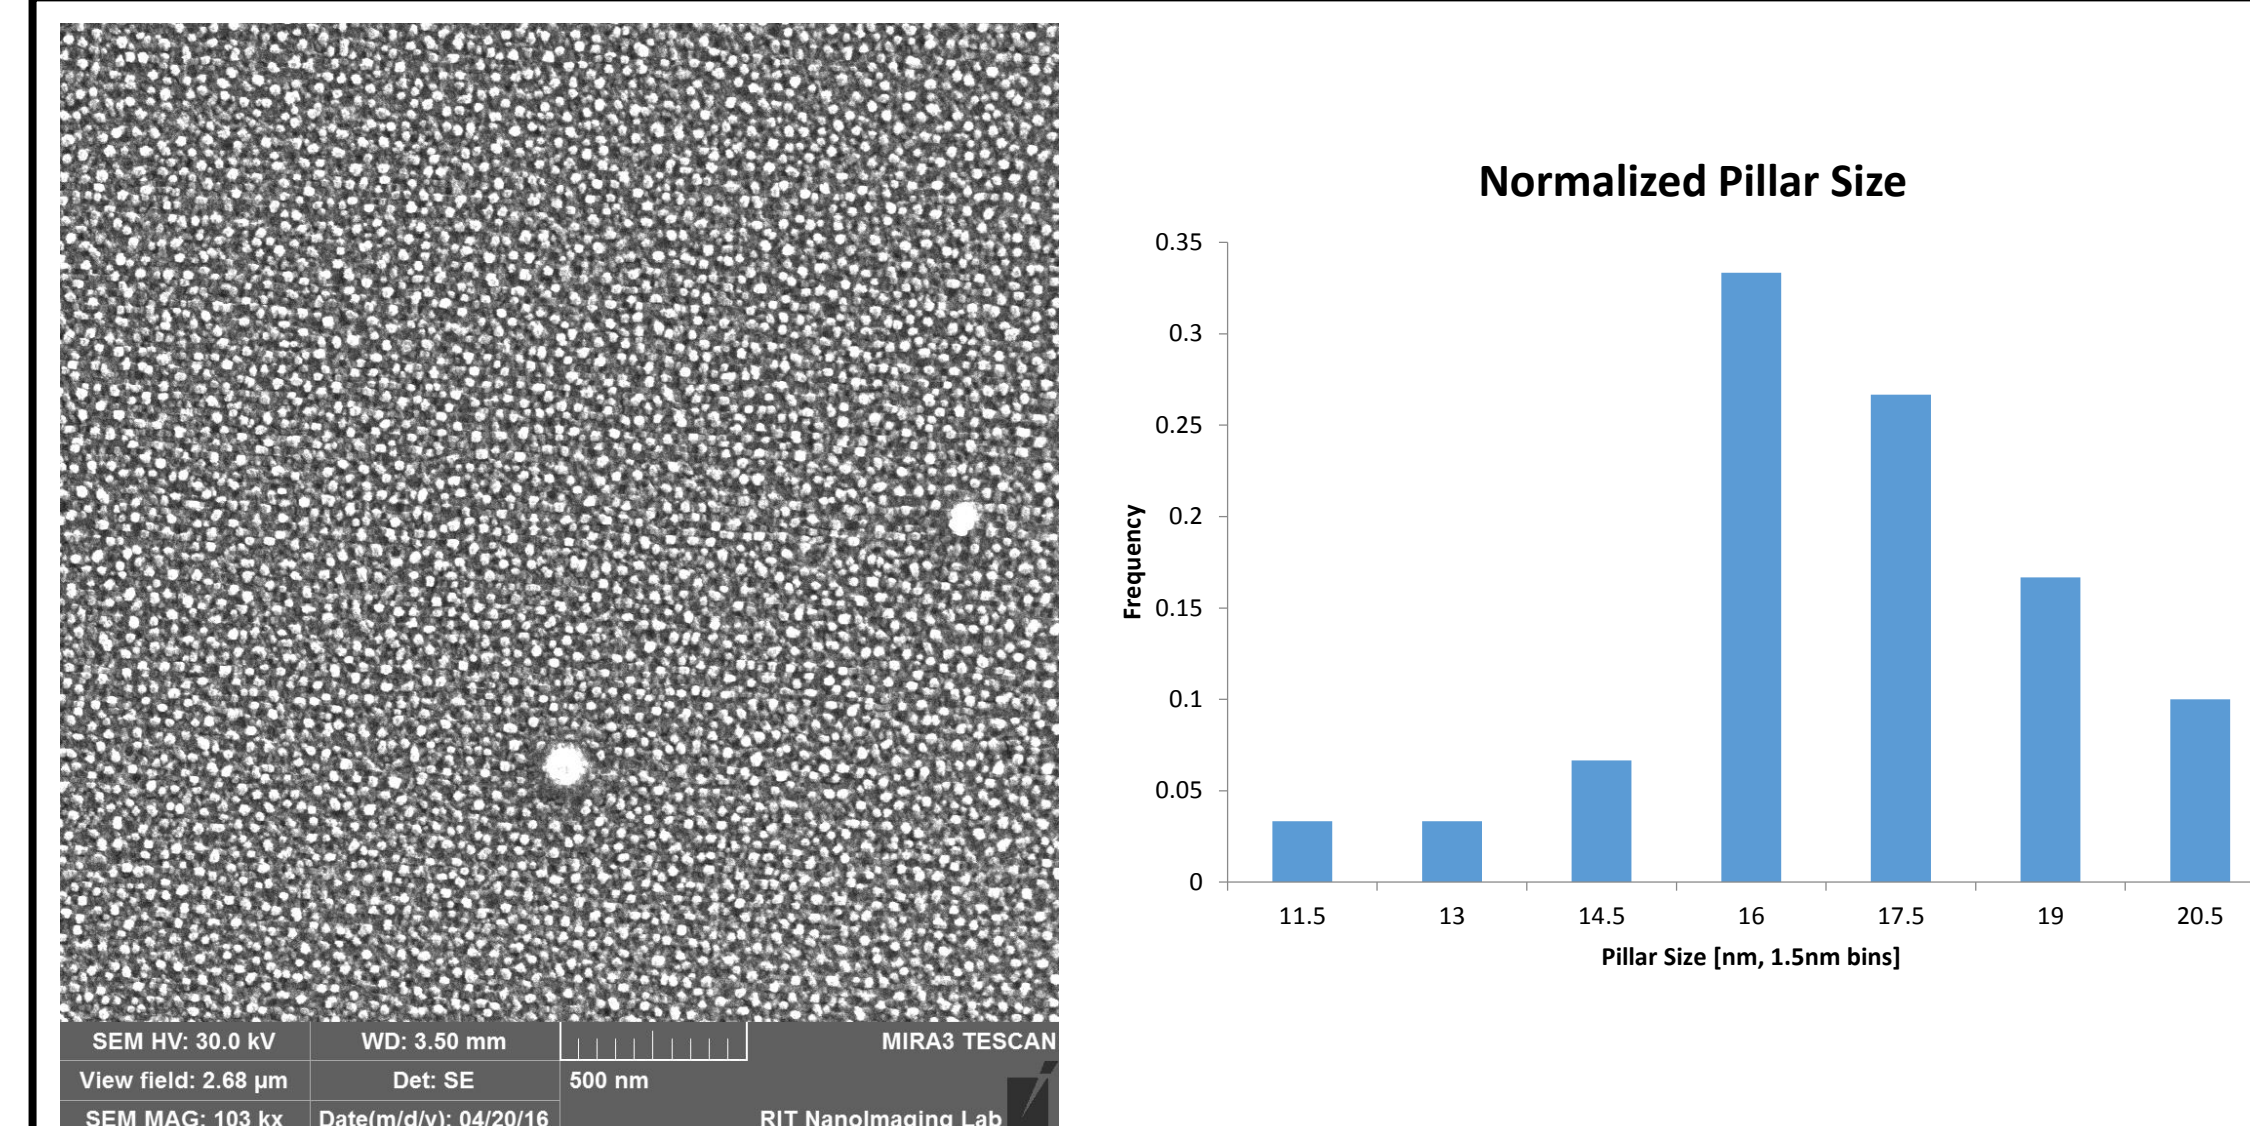 SEM HV: 30.0 kV
WD: 3.50 mm
MIRA3 TESCAN
View field: 2.68 µm
Det: SE
500 nm
SEM MAG: 103 kx
Date(m/d/y): 04/20/16
RIT NanoImaging Lab
Normalized Pillar Size
Frequency
0.35
0.3
0.25
0.2
0.15
0.1
0.05
0
11.5 13 14.5 16 17.5 19 20.5
Pillar Size [nm, 1.5nm bins]